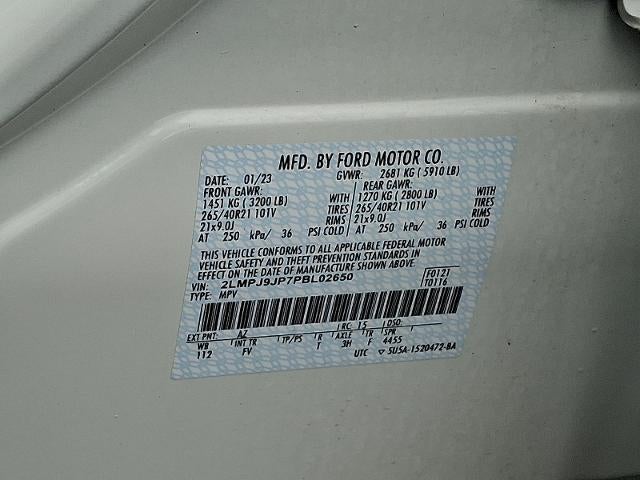 MFD. BY FORD MOTOR CO.
DATE: 01/23 GVWR: 2681 KG ( 5910 LB)
FRONT GAWR: REAR GAWR:
1451 KG ( 3200 LB) WITH 1270 KG ( 2800 LB) WITH
265/40R21 101V TIRES 265/40R21 101V TIRES
21x9.0J RIMS 21x9.0J RIMS
AT 250 kPa/ 36 PSI COLD AT 250 kPa/ 36 PSI COLD
THIS VEHICLE CONFORMS TO ALL APPLICABLE FEDERAL MOTOR
VEHICLE SAFETY AND THEFT PREVENTION STANDARDS IN
EFFECT ON THE DATE OF MANUFACTURE SHOWN ABOVE.
VIN: 2LMPJ9JP7PBL02650 F0121
TYPE: MPV T0116
EXT PNT: AZ RC: 15 DSO:
WB INT TR TP/PS R AXLE TR SPR
112 FV T 3H F 4455
UTC ▽ 5U5A-1520472-BA